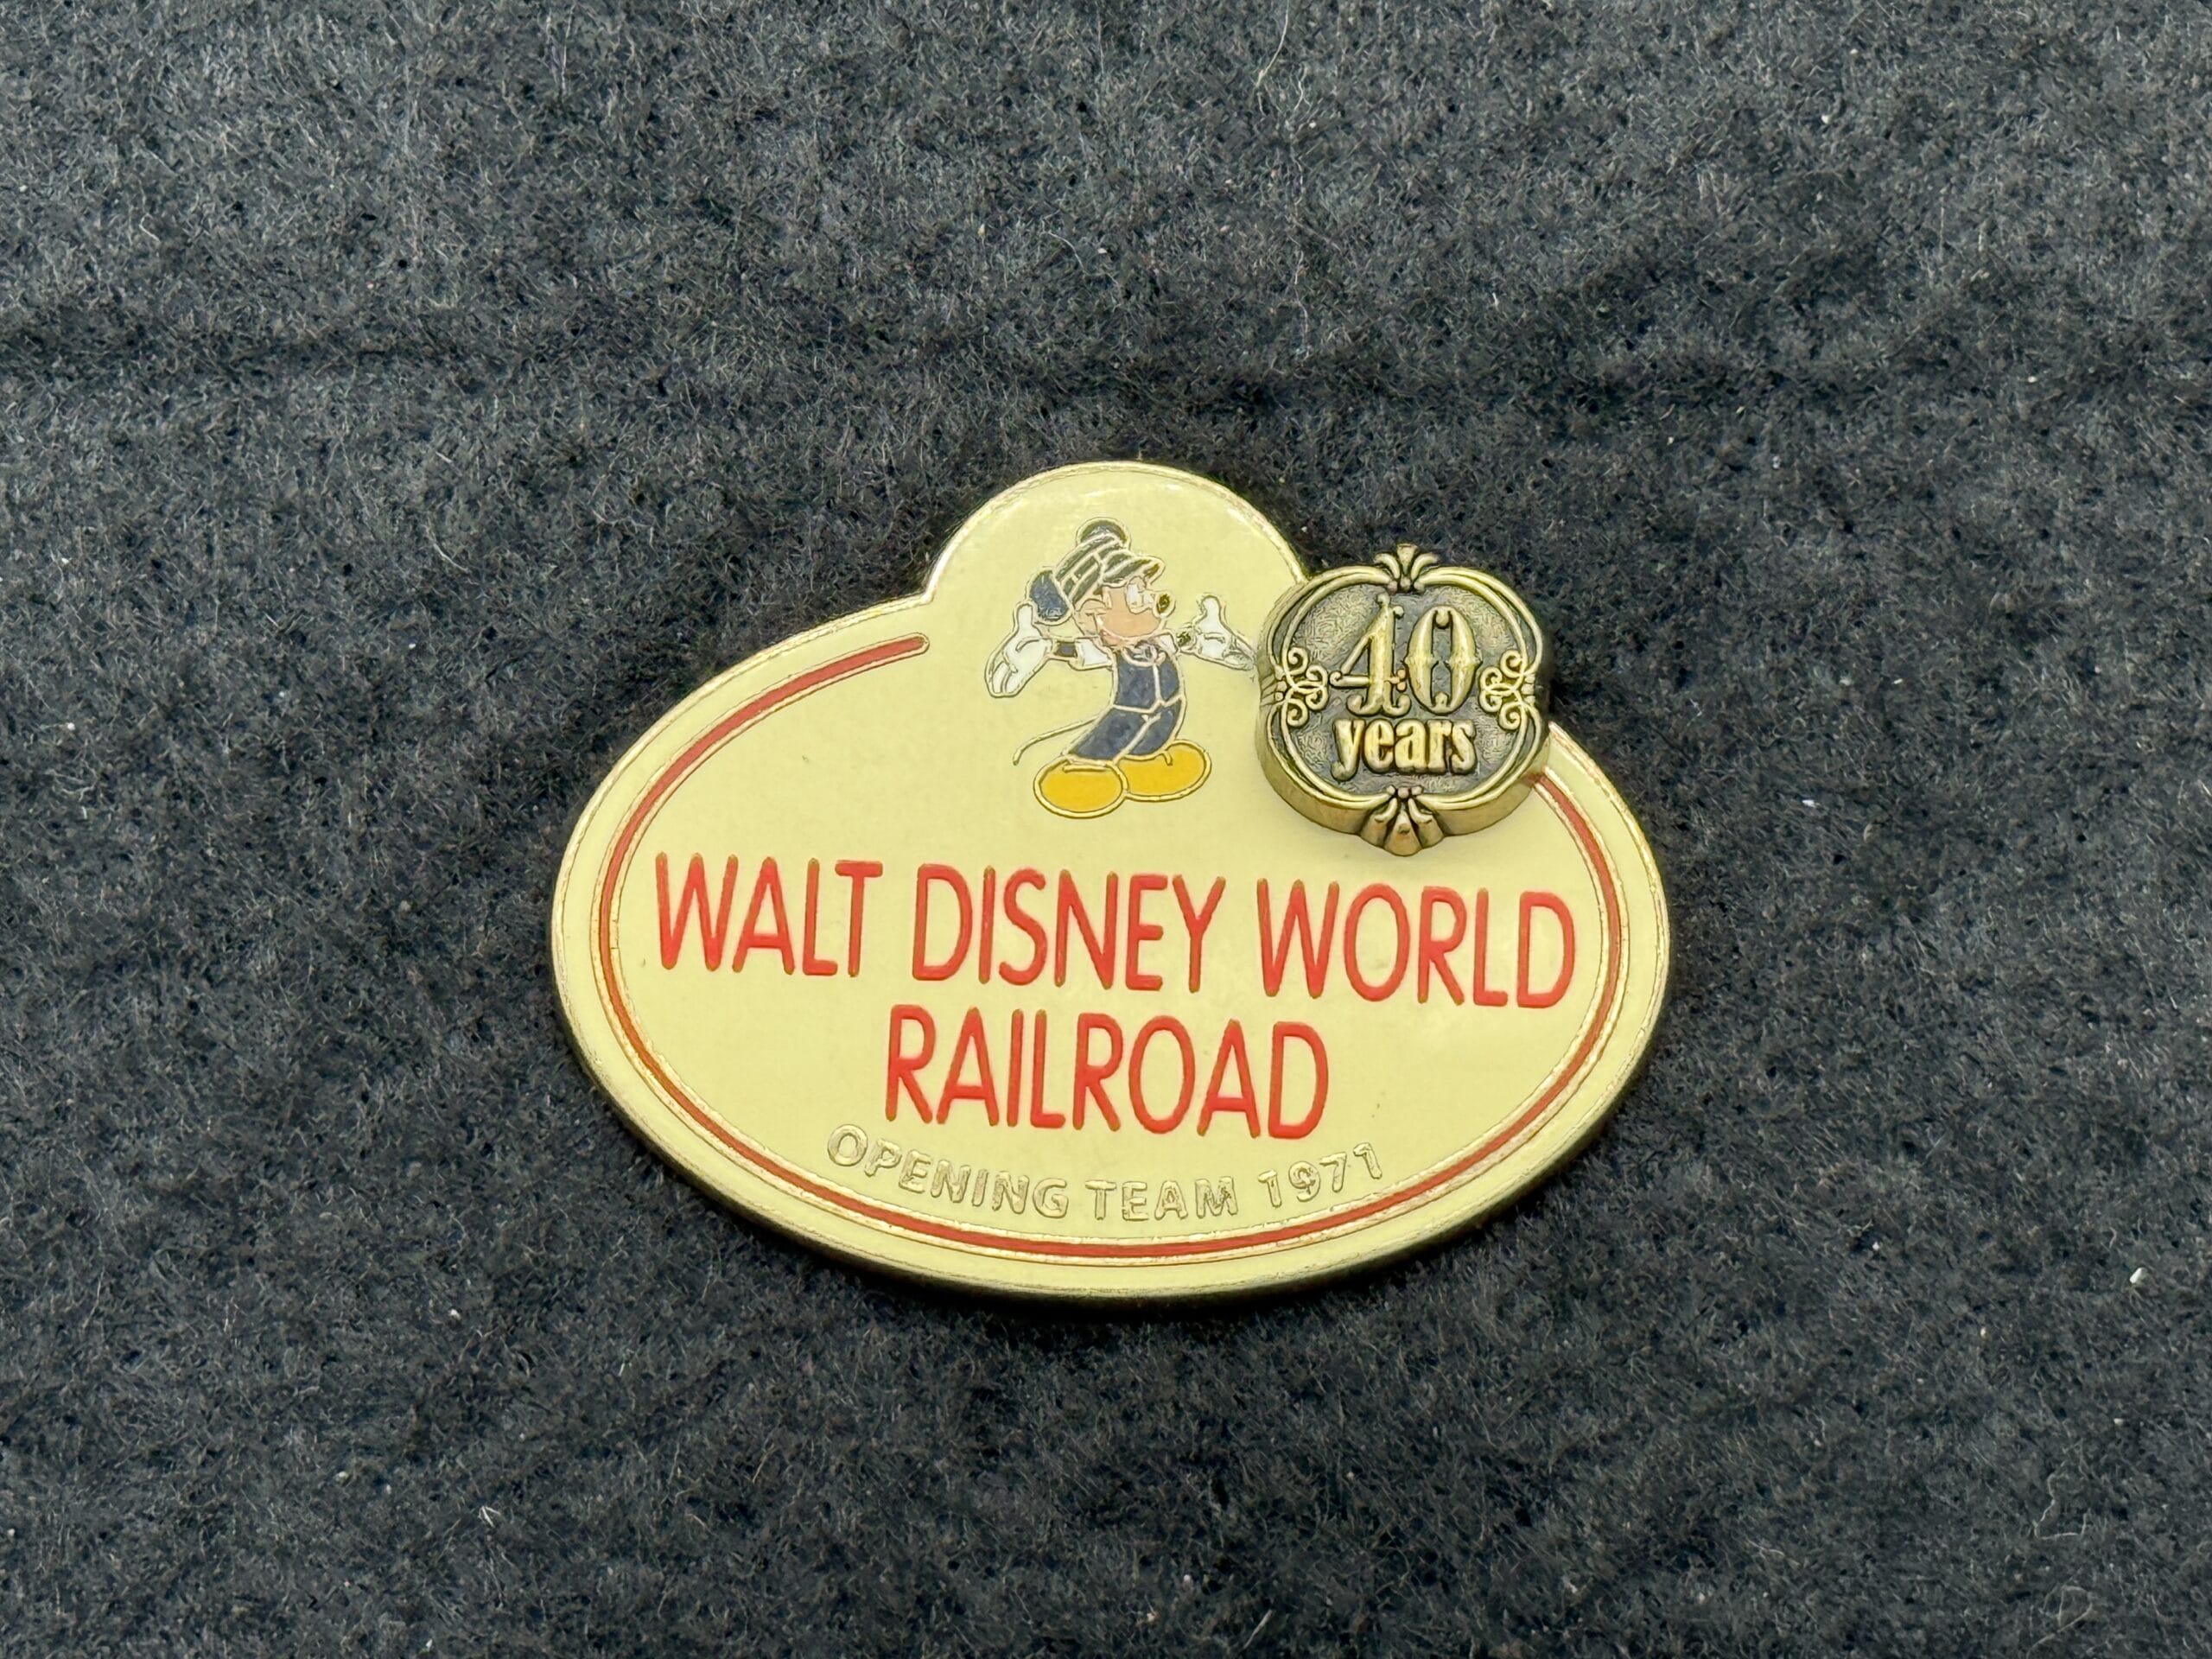 40
years
WALT DISNEY WORLD
RAILROAD
OPENING TEAM 1971